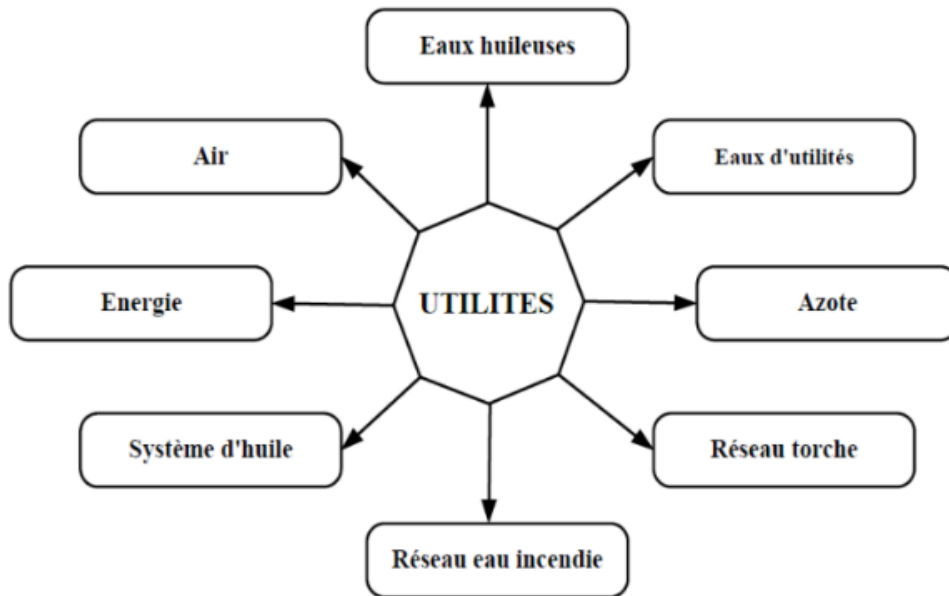 Eaux huileuses
Air
Eaux d'utilités
Energie
UTILITES
Azote
Système d'huile
Réseau torche
Réseau eau incendie